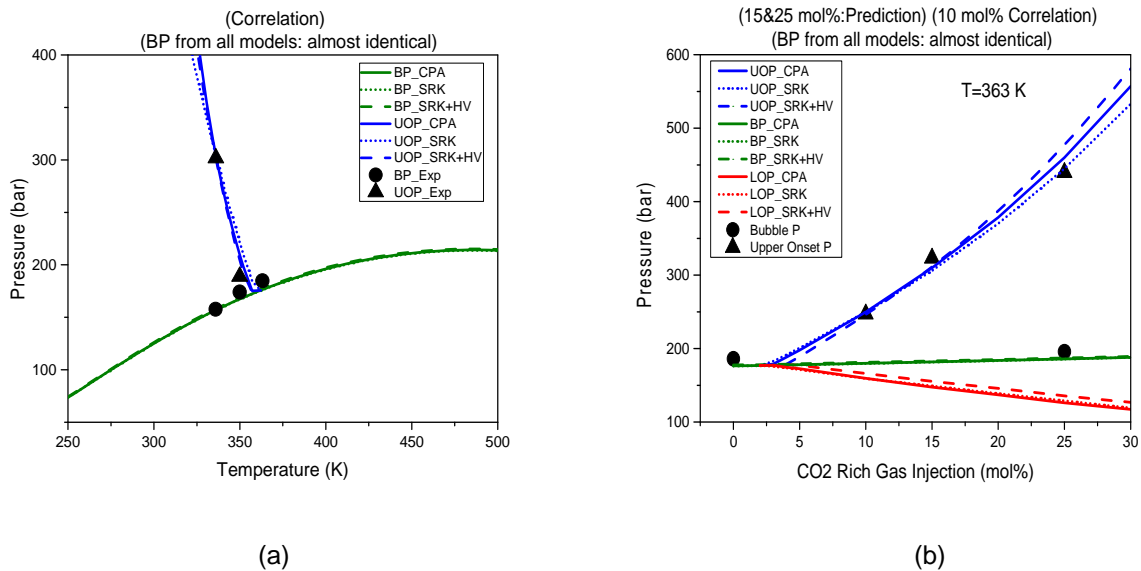 (Correlation)
(BP from all models: almost identical)
400
300
200
100
250
300
350
400
450
500
Pressure (bar)
Temperature (K)
BP_CPA
BP_SRK
BP_SRK+HV
UOP_CPA
UOP_SRK
UOP_SRK+HV
BP_Exp
UOP_Exp
(a)
(15&25 mol%:Prediction) (10 mol% Correlation)
(BP from all models: almost identical)
600
500
400
300
200
100
0
5
10
15
20
25
30
Pressure (bar)
CO2 Rich Gas Injection (mol%)
UOP_CPA
UOP_SRK
UOP_SRK+HV
BP_CPA
BP_SRK
BP_SRK+HV
LOP_CPA
LOP_SRK
LOP_SRK+HV
Bubble P
Upper Onset P
T=363 K
(b)